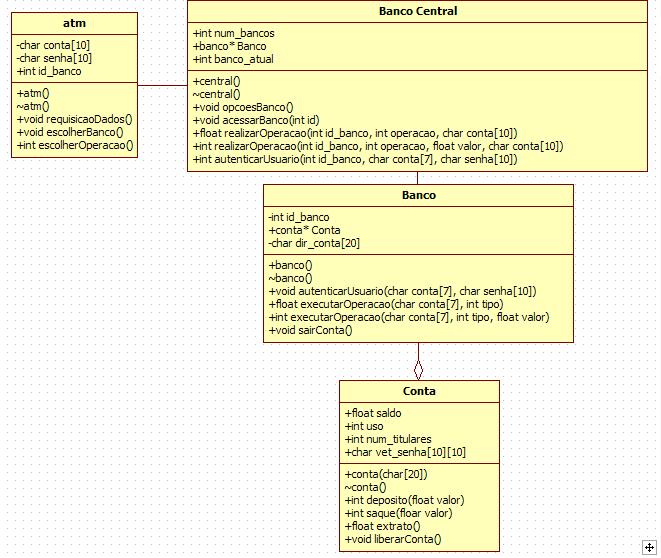 atm
-char conta[10]
-char senha[10]
+int id_banco
+atm()
~atm()
+void requisicaoDados()
+void escolherBanco()
+int escolherOperacao()
Banco Central
+int num_bancos
+banco* Banco
+int banco_atual
+central()
~central()
+void opcoesBanco()
+void acessarBanco(int id)
+float realizarOperacao(int id_banco, int operacao, char conta[10])
+int realizarOperacao(int id_banco, int operacao, float valor, char conta[10])
+int autenticarUsuario(int id_banco, char conta[7], char senha[10])
Banco
-int id_banco
+conta* Conta
-char dir_conta[20]
+banco()
~banco()
+void autenticarUsuario(char conta[7], char senha[10])
+float executarOperacao(char conta[7], int tipo)
+int executarOperacao(char conta[7], int tipo, float valor)
+void sairConta()
Conta
+float saldo
+int uso
+int num_titulares
+char vet_senha[10][10]
+conta(char[20])
~conta()
+int deposito(float valor)
+int saque(floar valor)
+float extrato()
+void liberarConta()